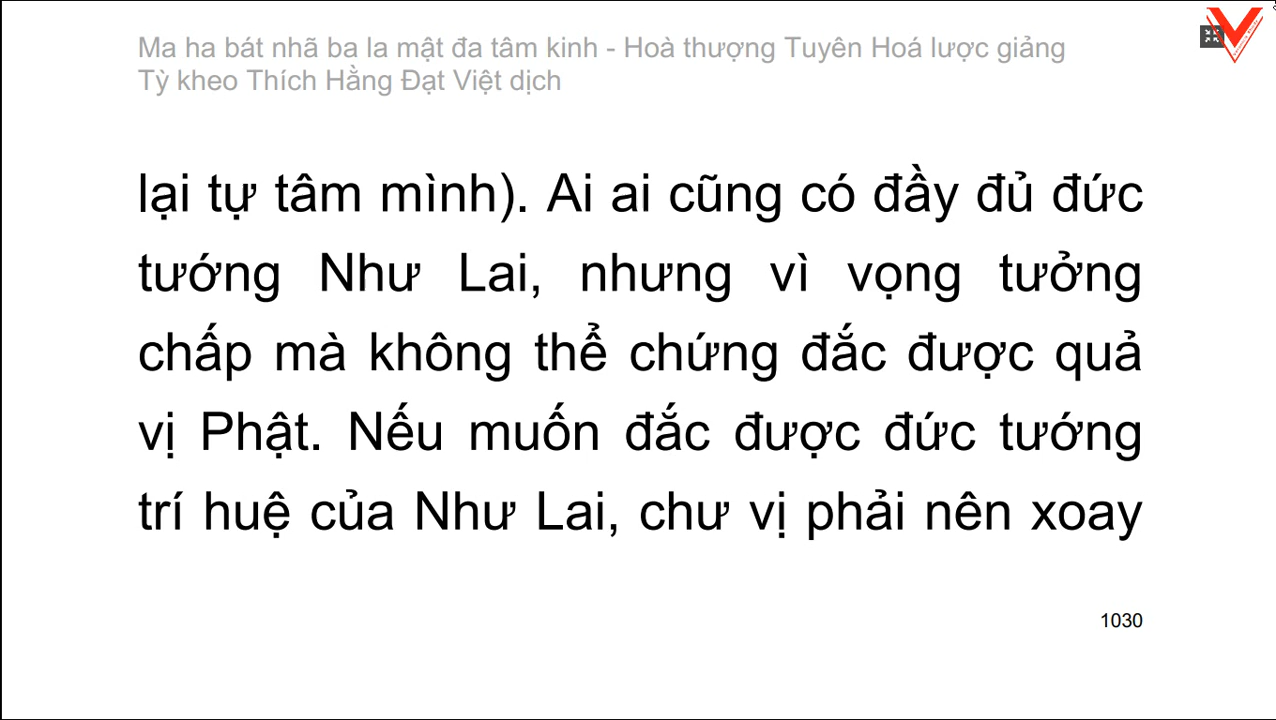 Ma ha bát nhã ba la mật đa tâm kinh - Hoà thượng Tuyên Hoá lược giảng
Tỳ kheo Thích Hằng Đạt Việt dịch
lại tự tâm mình). Ai ai cũng có đầy đủ đức
tướng Như Lai, nhưng vì vọng tưởng
chấp mà không thể chứng đắc được quả
vị Phật. Nếu muốn đắc được đức tướng
trí huệ của Như Lai, chư vị phải nên xoay
1030